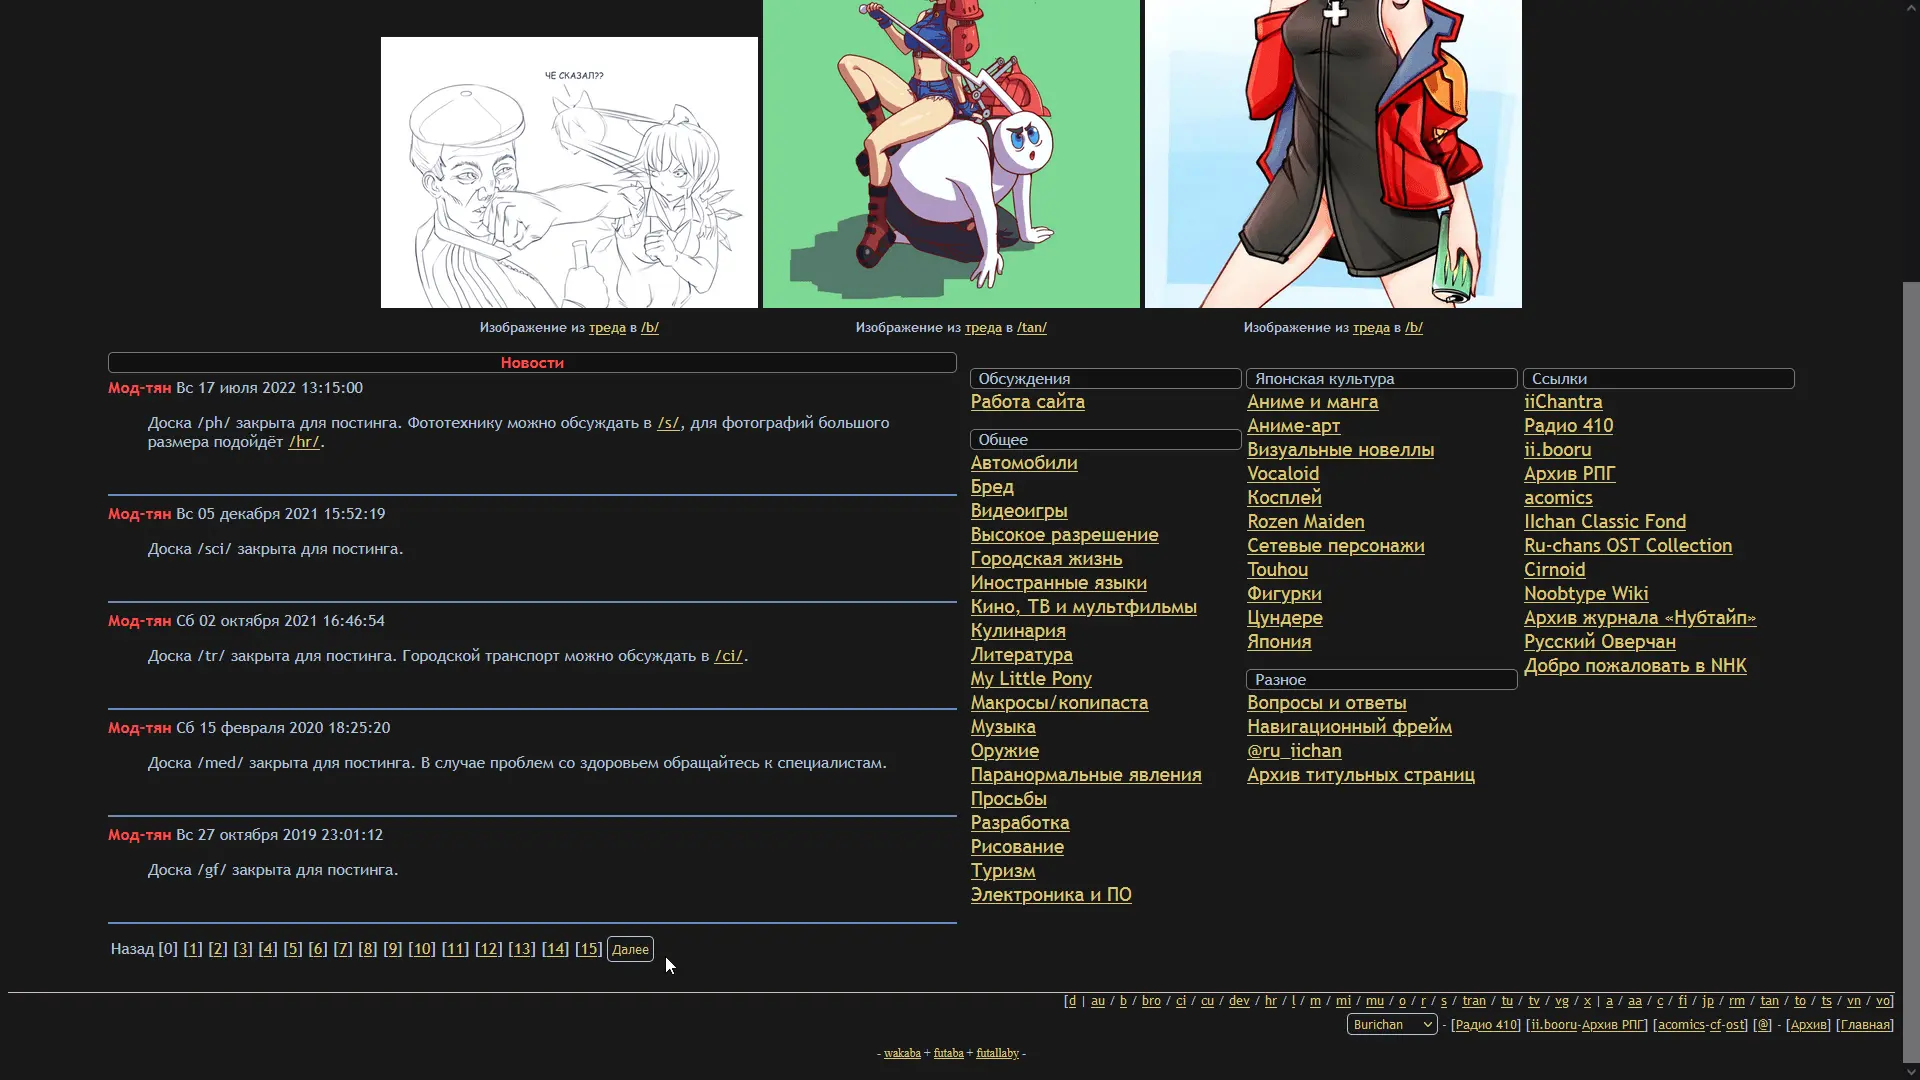 ЧЕ СКАЗАЛ??
Изображение из треда в /b/
Изображение из треда в /tan/
Изображение из треда в /b/
Новости
Мод-тян Вс 17 июля 2022 13:15:00
Доска /ph/ закрыта для постинга. Фототехнику можно обсуждать в /s/, для фотографий большого
размера подойдёт /hr/.
Мод-тян Вс 05 декабря 2021 15:52:19
Доска /sci/ закрыта для постинга.
Мод-тян Сб 02 октября 2021 16:46:54
Доска /tr/ закрыта для постинга. Городской транспорт можно обсуждать в /ci/.
Мод-тян Сб 15 февраля 2020 18:25:20
Доска /med/ закрыта для постинга. В случае проблем со здоровьем обращайтесь к специалистам.
Мод-тян Вс 27 октября 2019 23:01:12
Доска /gf/ закрыта для постинга.
Назад [0] [1] [2] [3] [4] [5] [6] [7] [8] [9] [10] [11] [12] [13] [14] [15] Далее
Обсуждения
Работа сайта
Общее
Автомобили
Бред
Видеоигры
Высокое разрешение
Городская жизнь
Иностранные языки
Кино, ТВ и мультфильмы
Кулинария
Литература
My Little Pony
Макросы/копипаста
Музыка
Оружие
Паранормальные явления
Просьбы
Разработка
Рисование
Туризм
Электроника и ПО
Японская культура
Аниме и манга
Аниме-арт
Визуальные новеллы
Vocaloid
Косплей
Rozen Maiden
Сетевые персонажи
Touhou
Фигурки
Цундере
Япония
Разное
Вопросы и ответы
Навигационный фрейм
@ru_iichan
Архив титульных страниц
Ссылки
iiChantra
Радио 410
ii.booru
Архив РПГ
acomics
IIchan Classic Fond
Ru-chans OST Collection
Cirnoid
Noobtype Wiki
Архив журнала «Нубтайп»
Русский Оверчан
Добро пожаловать в NHK
[d | au / b / bro / ci / cu / dev / hr / l / m / mi / mu / o / r / s / tran / tu / tv / vg / x | a / aa / c / fi / jp / rm / tan / to / ts / vn / vo]
Burichan - [Радио 410] [ii.booru-Архив РПГ] [acomics-cf-ost] [@] - [Архив] [Главная]
- wakaba + futaba + futallaby -